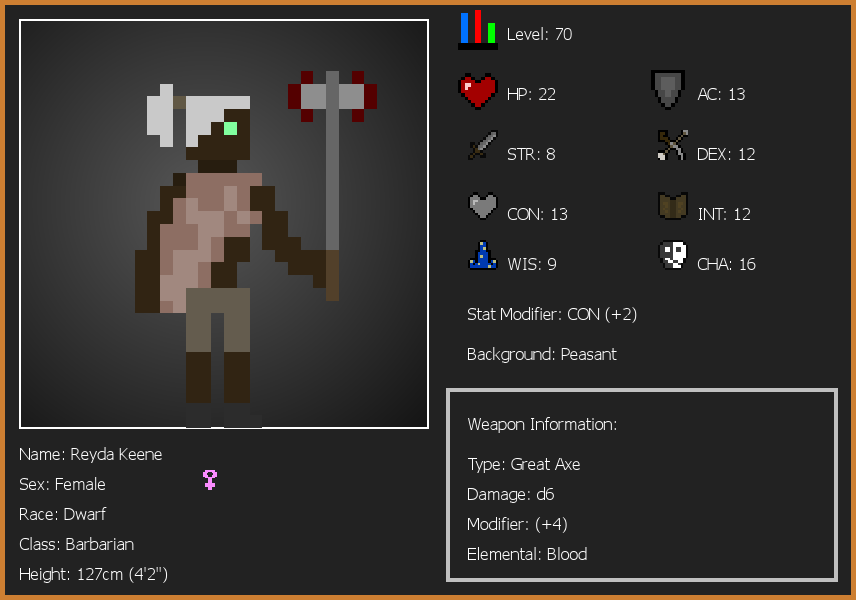 Level: 70
HP: 22
AC: 13
STR: 8
DEX: 12
CON: 13
INT: 12
WIS: 9
CHA: 16
Stat Modifier: CON (+2)
Background: Peasant
Weapon Information:
Type: Great Axe
Damage: d6
Modifier: (+4)
Elemental: Blood
Name: Reyda Keene
Sex: Female
Race: Dwarf
Class: Barbarian
Height: 127cm (4'2")